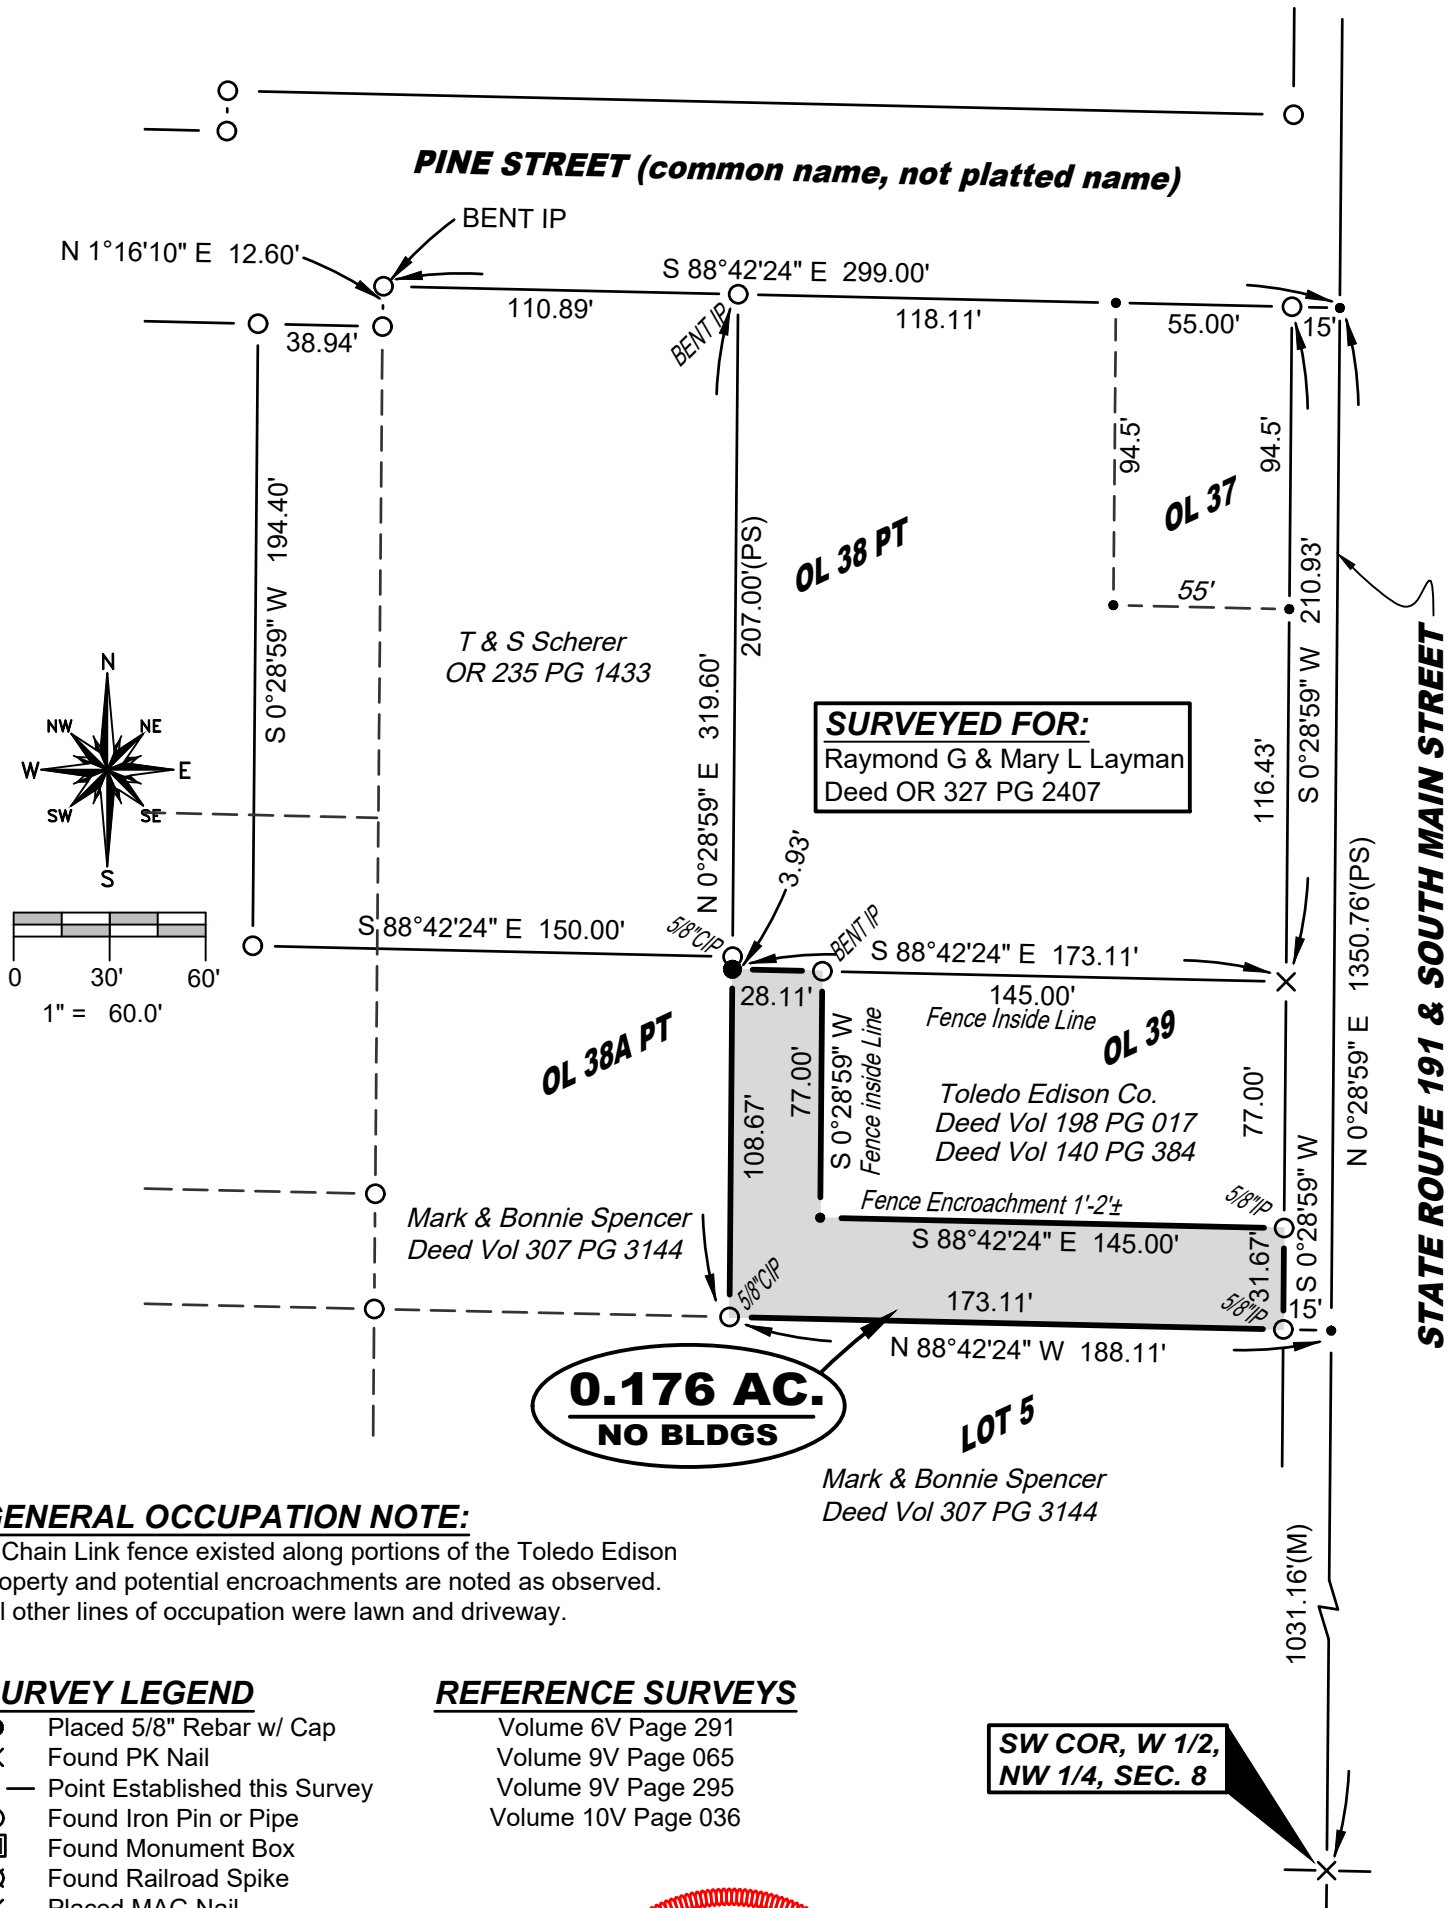 PINE STREET (common name, not platted name)
BENT IP
N 1°16'10" E 12.60'
S 88°42'24" E 299.00'
110.89'
118.11'
55.00'
15'
38.94'
BENT IP
94.5'
94.5'
OL 37
S 0°28'59" W 194.40'
207.00'(PS)
OL 38 PT
55'
S 0°28'59" W 210.93'
T & S Scherer
OR 235 PG 1433
N 0°28'59" E 319.60'
N
NW
NE
W
E
SW
SE
S
SURVEYED FOR:
Raymond G & Mary L Layman
Deed OR 327 PG 2407
116.43'
STATE ROUTE 191 & SOUTH MAIN STREET
N 0°28'59" E 1350.76'(PS)
3.93'
0 30' 60'
1" = 60.0'
S 88°42'24" E 150.00'
5/8"CIP
BENT IP
S 88°42'24" E 173.11'
28.11'
145.00'
Fence Inside Line
OL 39
OL 38A PT
108.67'
77.00'
S 0°28'59" W
Fence inside Line
Toledo Edison Co.
Deed Vol 198 PG 017
Deed Vol 140 PG 384
77.00'
S 0°28'59" W
Mark & Bonnie Spencer
Deed Vol 307 PG 3144
Fence Encroachment 1'-2'±
5/8"IP
S 88°42'24" E 145.00'
31.67'
5/8"CIP
173.11'
5/8"IP
15'
N 88°42'24" W 188.11'
0.176 AC.
NO BLDGS
LOT 5
Mark & Bonnie Spencer
Deed Vol 307 PG 3144
1031.16'(M)
GENERAL OCCUPATION NOTE:
Chain Link fence existed along portions of the Toledo Edison
operty and potential encroachments are noted as observed.
l other lines of occupation were lawn and driveway.
URVEY LEGEND
Placed 5/8" Rebar w/ Cap
Found PK Nail
Point Established this Survey
Found Iron Pin or Pipe
Found Monument Box
Found Railroad Spike
Placed MAG Nail
REFERENCE SURVEYS
Volume 6V Page 291
Volume 9V Page 065
Volume 9V Page 295
Volume 10V Page 036
SW COR, W 1/2,
NW 1/4, SEC. 8